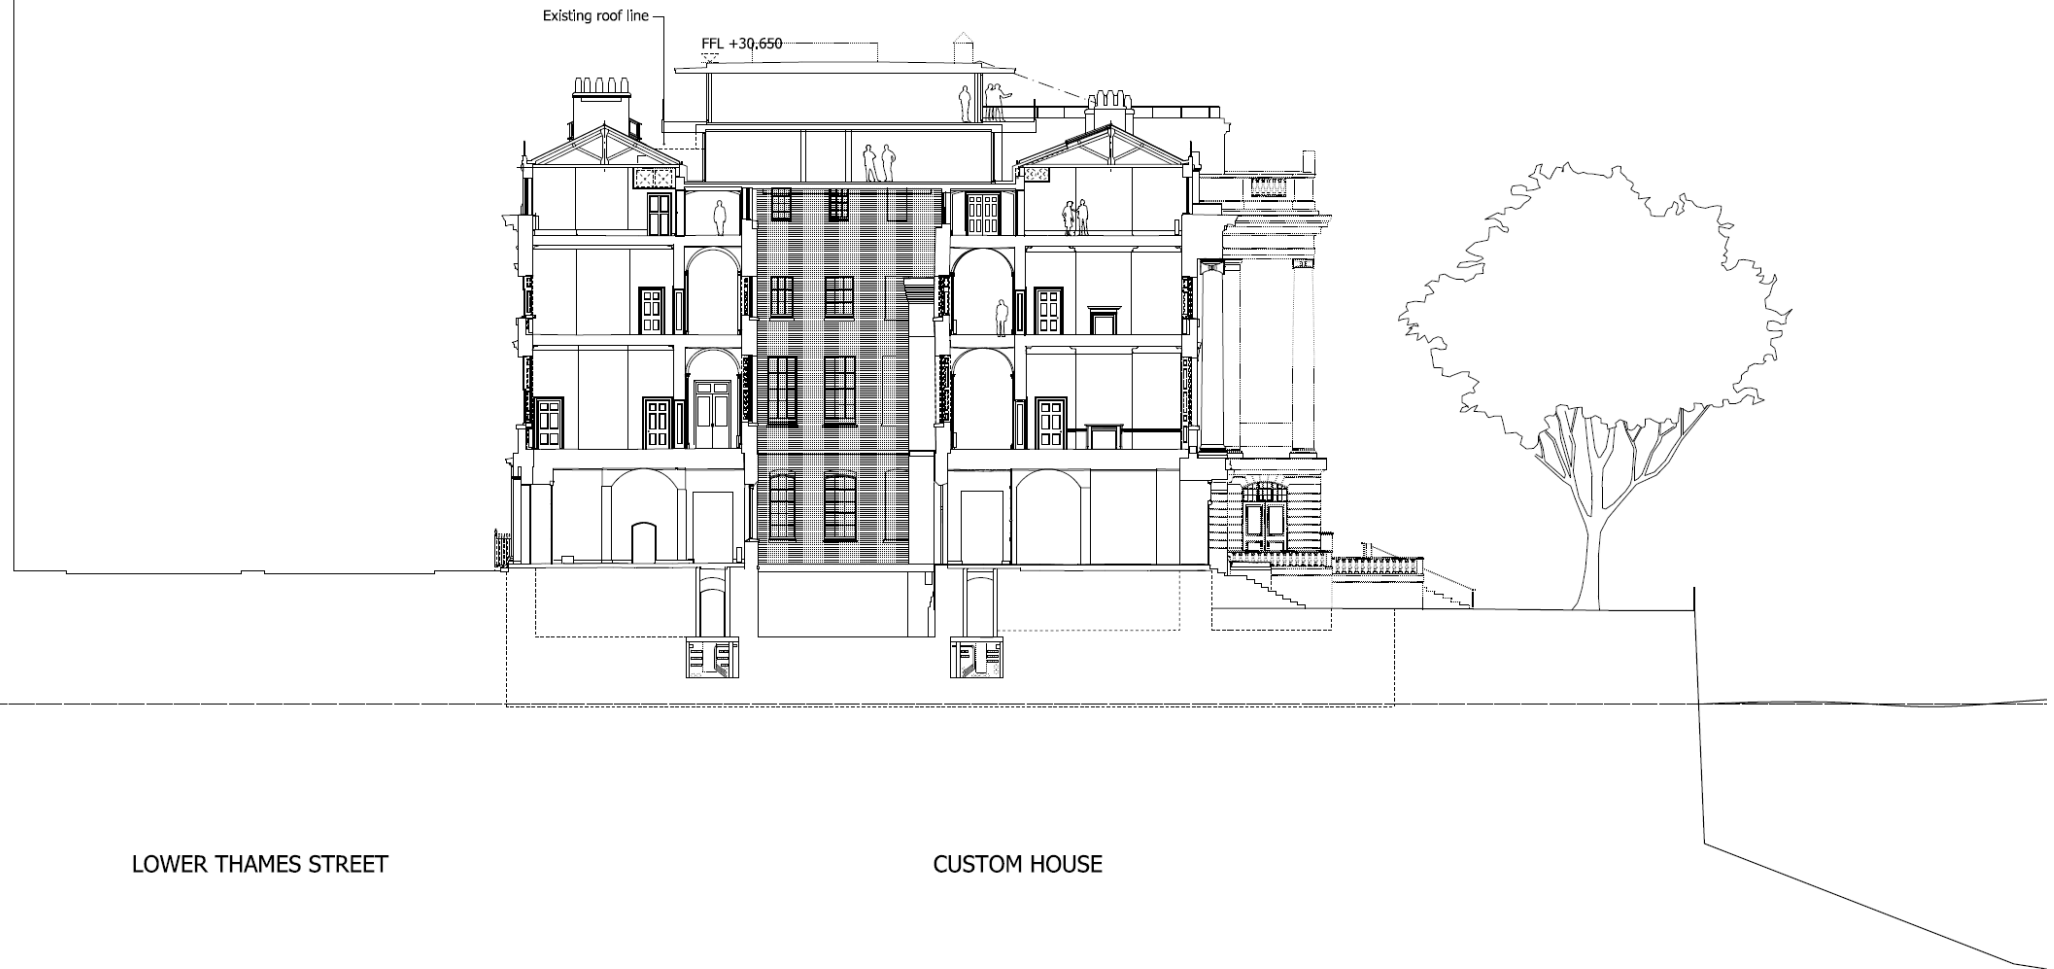 Existing roof line
FFL +30.650
LOWER THAMES STREET
CUSTOM HOUSE